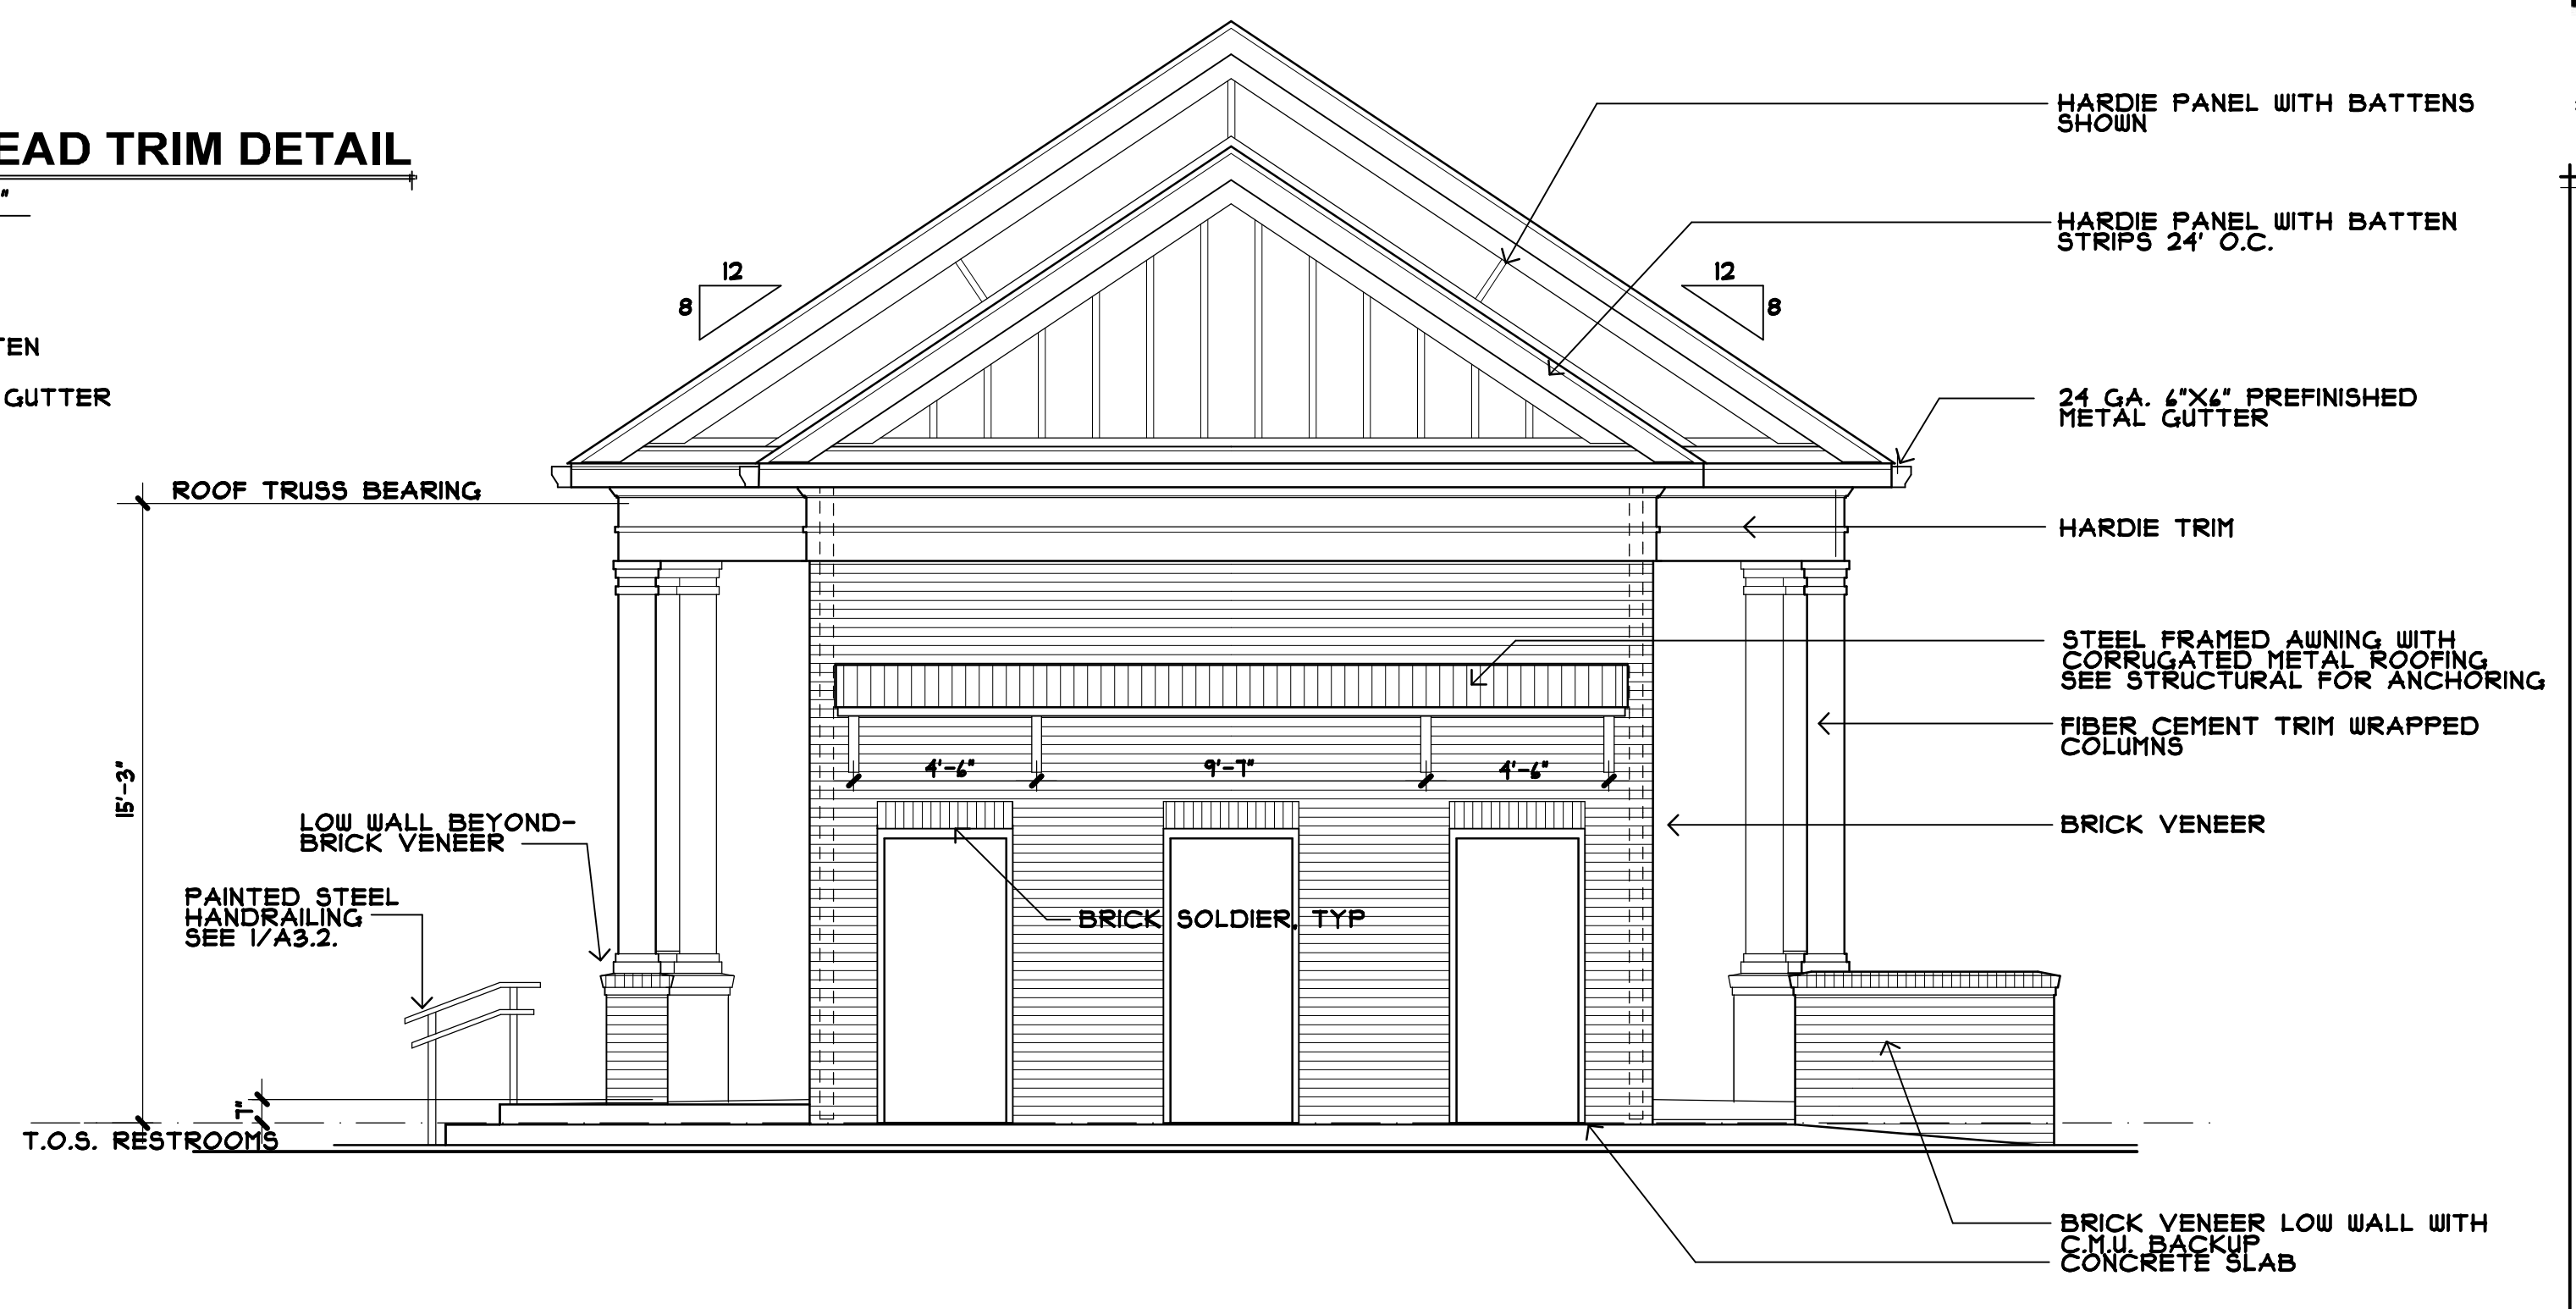 EAD TRIM DETAIL
"
TEN
GUTTER
HARDIE PANEL WITH BATTENS
SHOWN
HARDIE PANEL WITH BATTEN
STRIPS 24' O.C.
12
8
12
8
24 GA. 6"X6" PREFINISHED
METAL GUTTER
ROOF TRUSS BEARING
HARDIE TRIM
STEEL FRAMED AWNING WITH
CORRUGATED METAL ROOFING
SEE STRUCTURAL FOR ANCHORING
FIBER CEMENT TRIM WRAPPED
COLUMNS
4'-6"
9'-7"
4'-6"
15'-3"
LOW WALL BEYOND-
BRICK VENEER
BRICK VENEER
PAINTED STEEL
HANDRAILING
SEE 1/A3.2.
BRICK SOLDIER, TYP
7"
T.O.S. RESTROOMS
BRICK VENEER LOW WALL WITH
C.M.U. BACKUP
CONCRETE SLAB